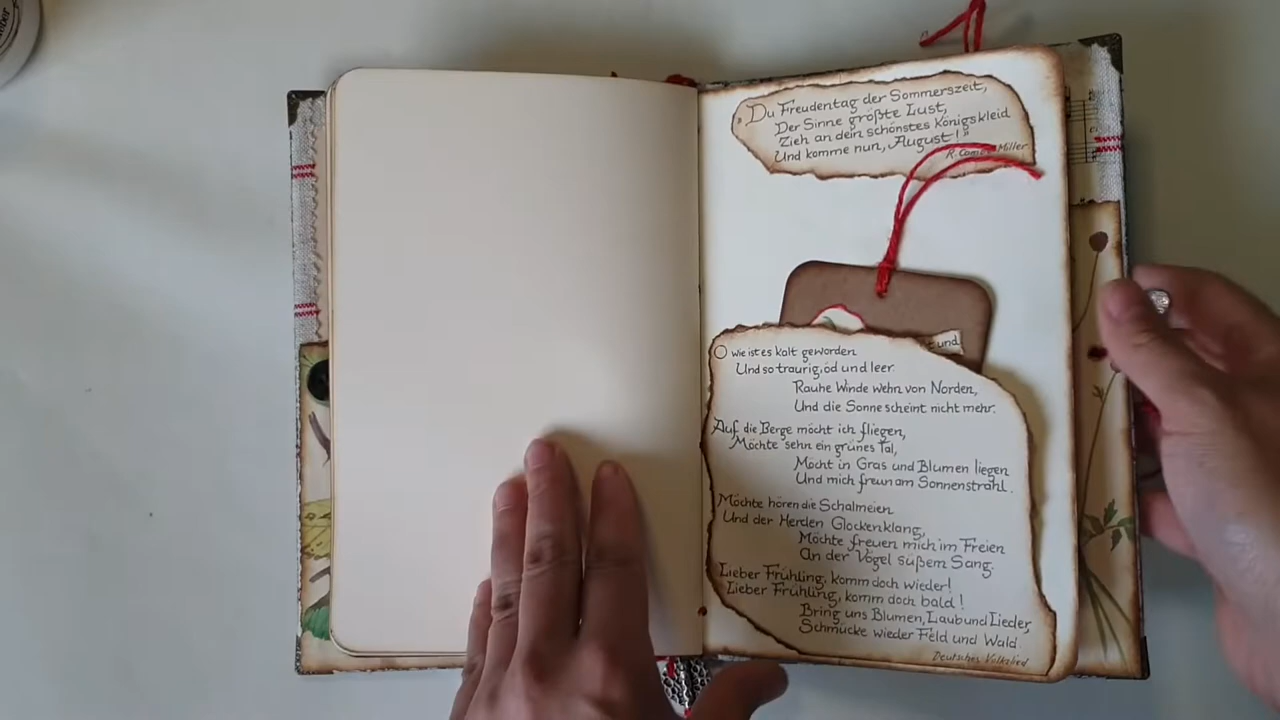 „Du Freudentag der Sommerszeit,
Der Sinne größte Lust,
Zieh an dein schönstes Königskleid
Und komme nun, August!"
R. Miller
und
O wie ist es kalt geworden
Und so traurig, öd und leer
Rauhe Winde wehn von Norden,
Und die Sonne scheint nicht mehr.
Auf die Berge möcht ich fliegen,
Möchte sehn ein grünes Tal,
Möcht in Gras und Blumen liegen
Und mich freun am Sonnenstrahl.
Möchte hören die Schalmeien
Und der Herden Glockenklang,
Möchte freuen mich im Freien
An der Vögel süßem Sang.
Lieber Frühling, komm doch wieder!
Lieber Frühling, komm doch bald!
Bring uns Blumen, Laub und Lieder,
Schmücke wieder Feld und Wald
Deutsches Volkslied